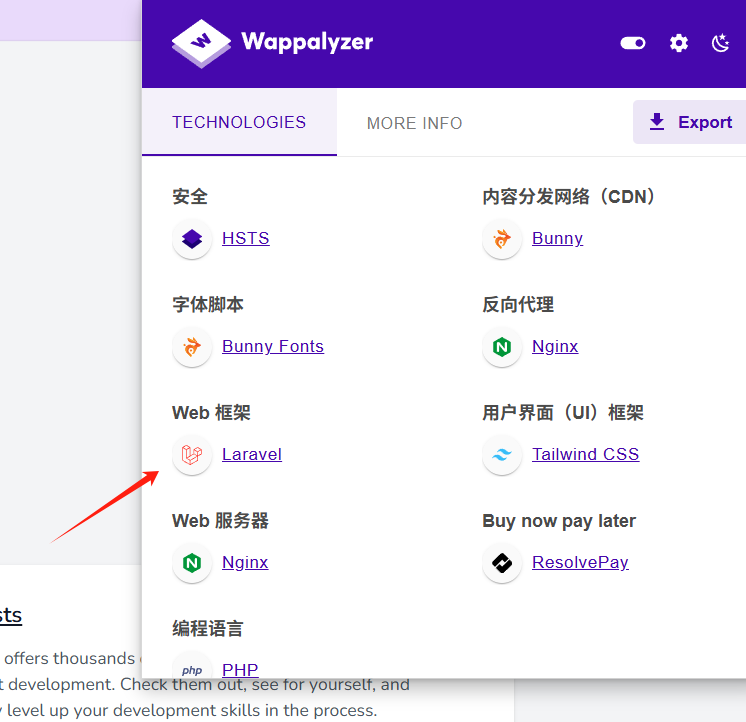 Wappalyzer
TECHNOLOGIES
MORE INFO
Export
安全
HSTS
内容分发网络（CDN）
Bunny
字体脚本
Bunny Fonts
反向代理
Nginx
Web 框架
Laravel
用户界面（UI）框架
Tailwind CSS
Web 服务器
Nginx
Buy now pay later
ResolvePay
编程语言
php PHP
sts
offers thousands
t development. Check them out, see for yourself, and
y level up your development skills in the process.